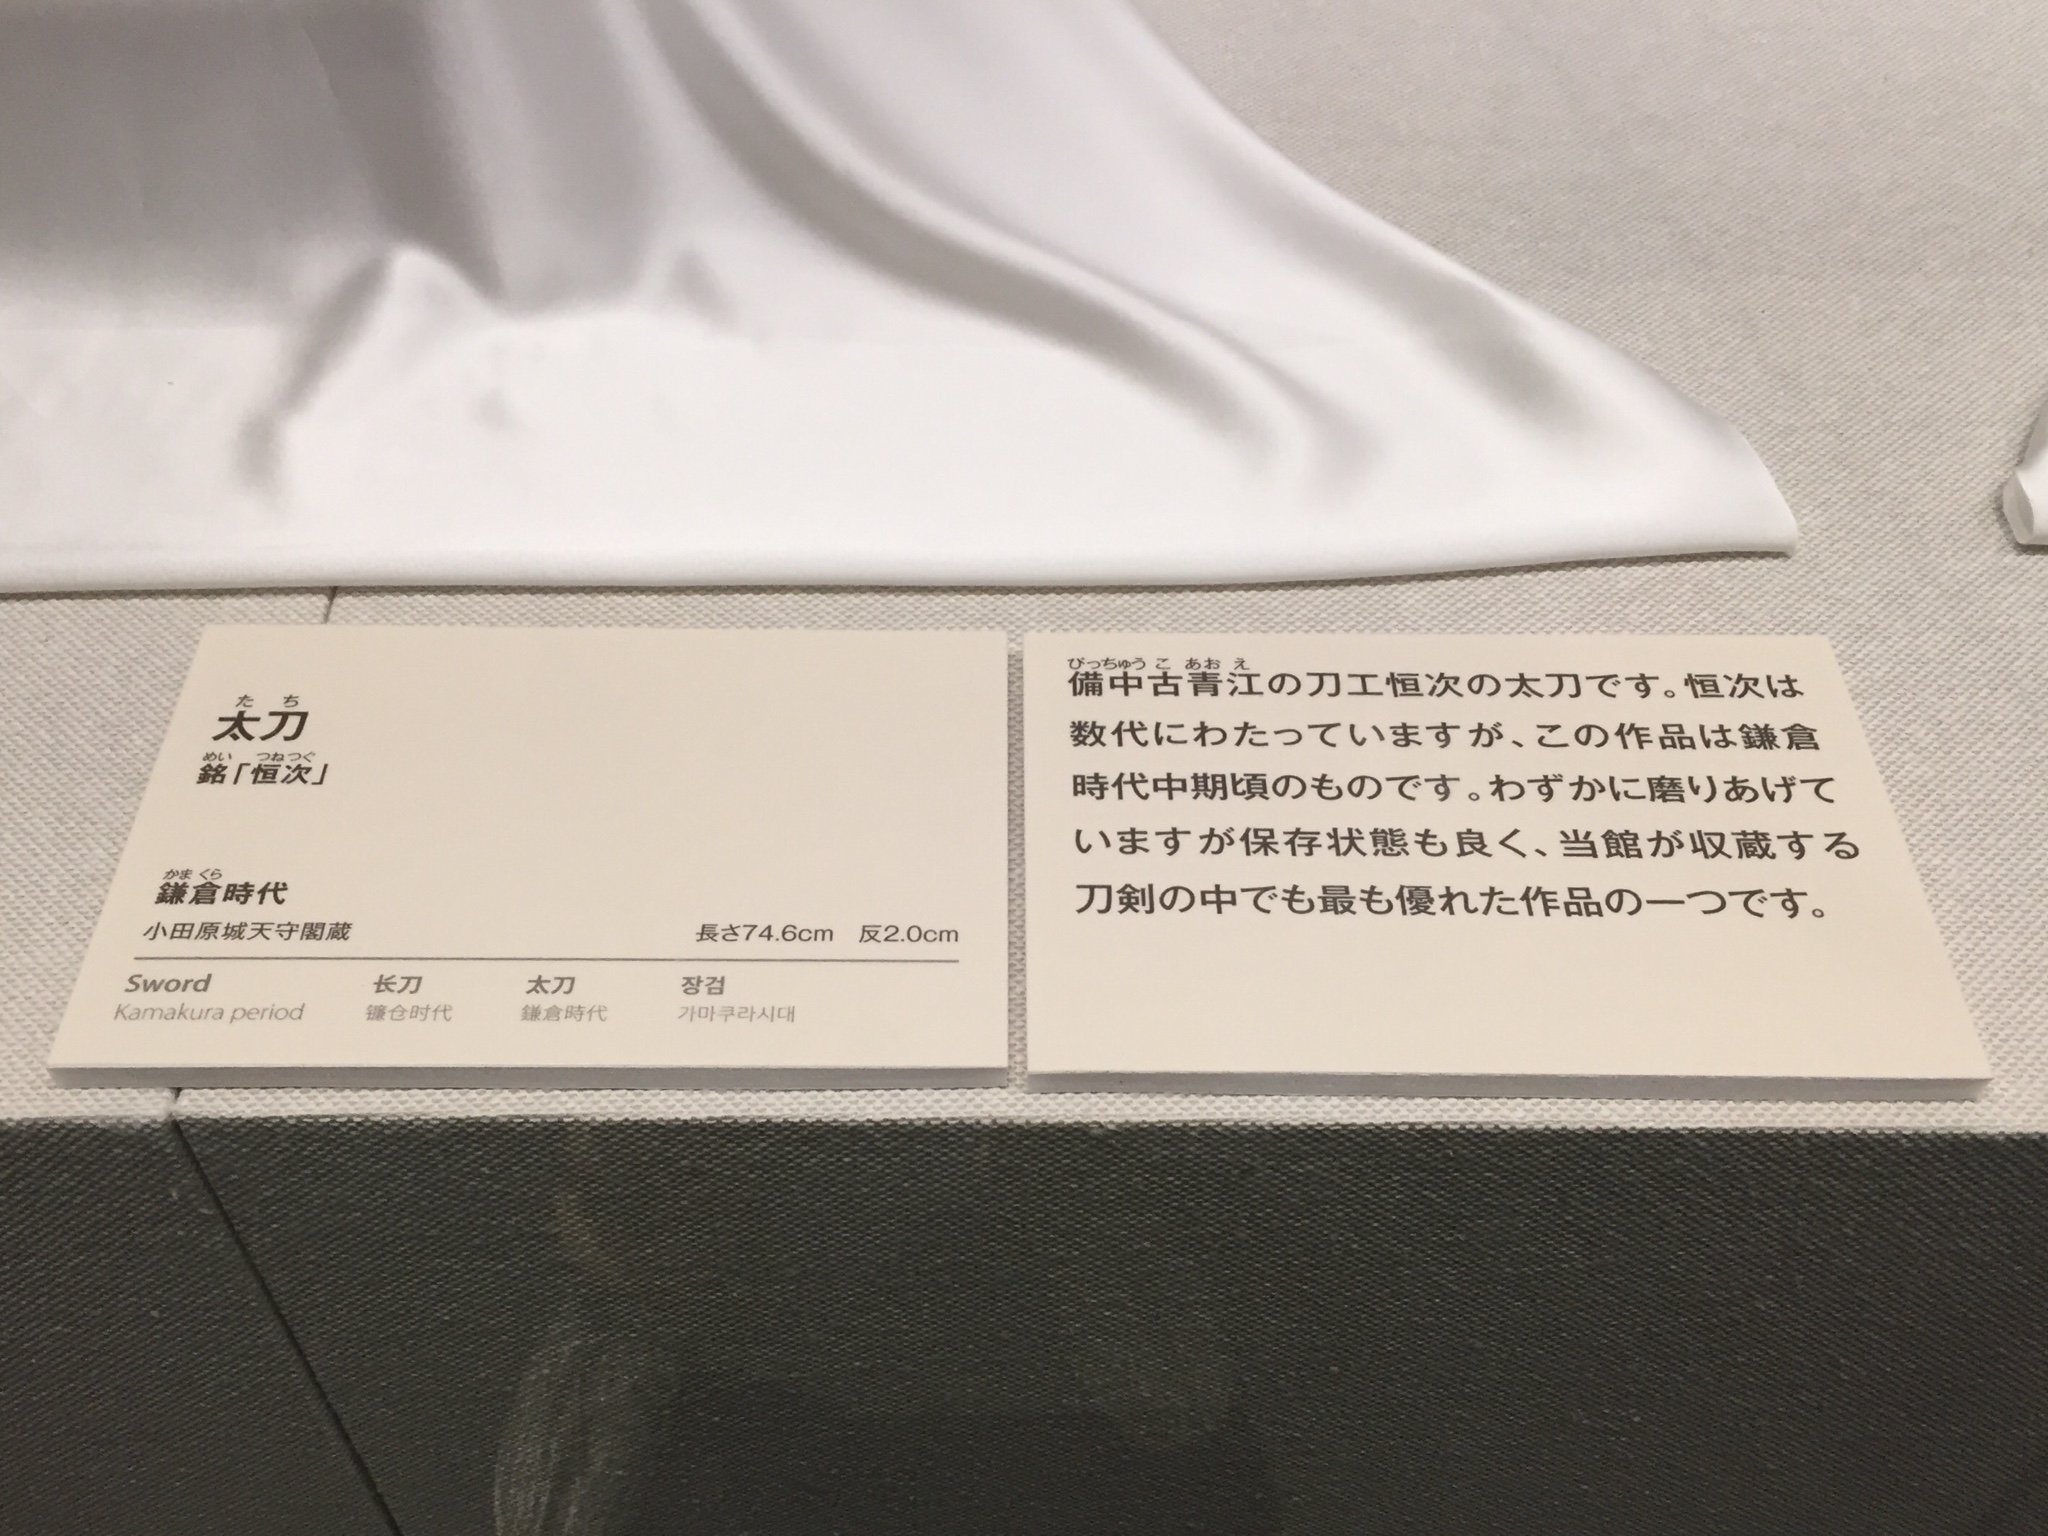 たち
太刀
めい つねつぐ
銘「恒次」
かまくら
鎌倉時代
小田原城天守閣蔵
長さ74.6cm 反2.0cm
Sword 长刀 太刀 장검
Kamakura period 镰仓时代 鎌倉時代 가마쿠라시대
びっちゅう こ あお え
備中古青江の刀工恒次の太刀です。恒次は
数代にわたっていますが、この作品は鎌倉
時代中期頃のものです。わずかに磨りあげて
いますが保存状態も良く、当館が収蔵する
刀剣の中でも最も優れた作品の一つです。